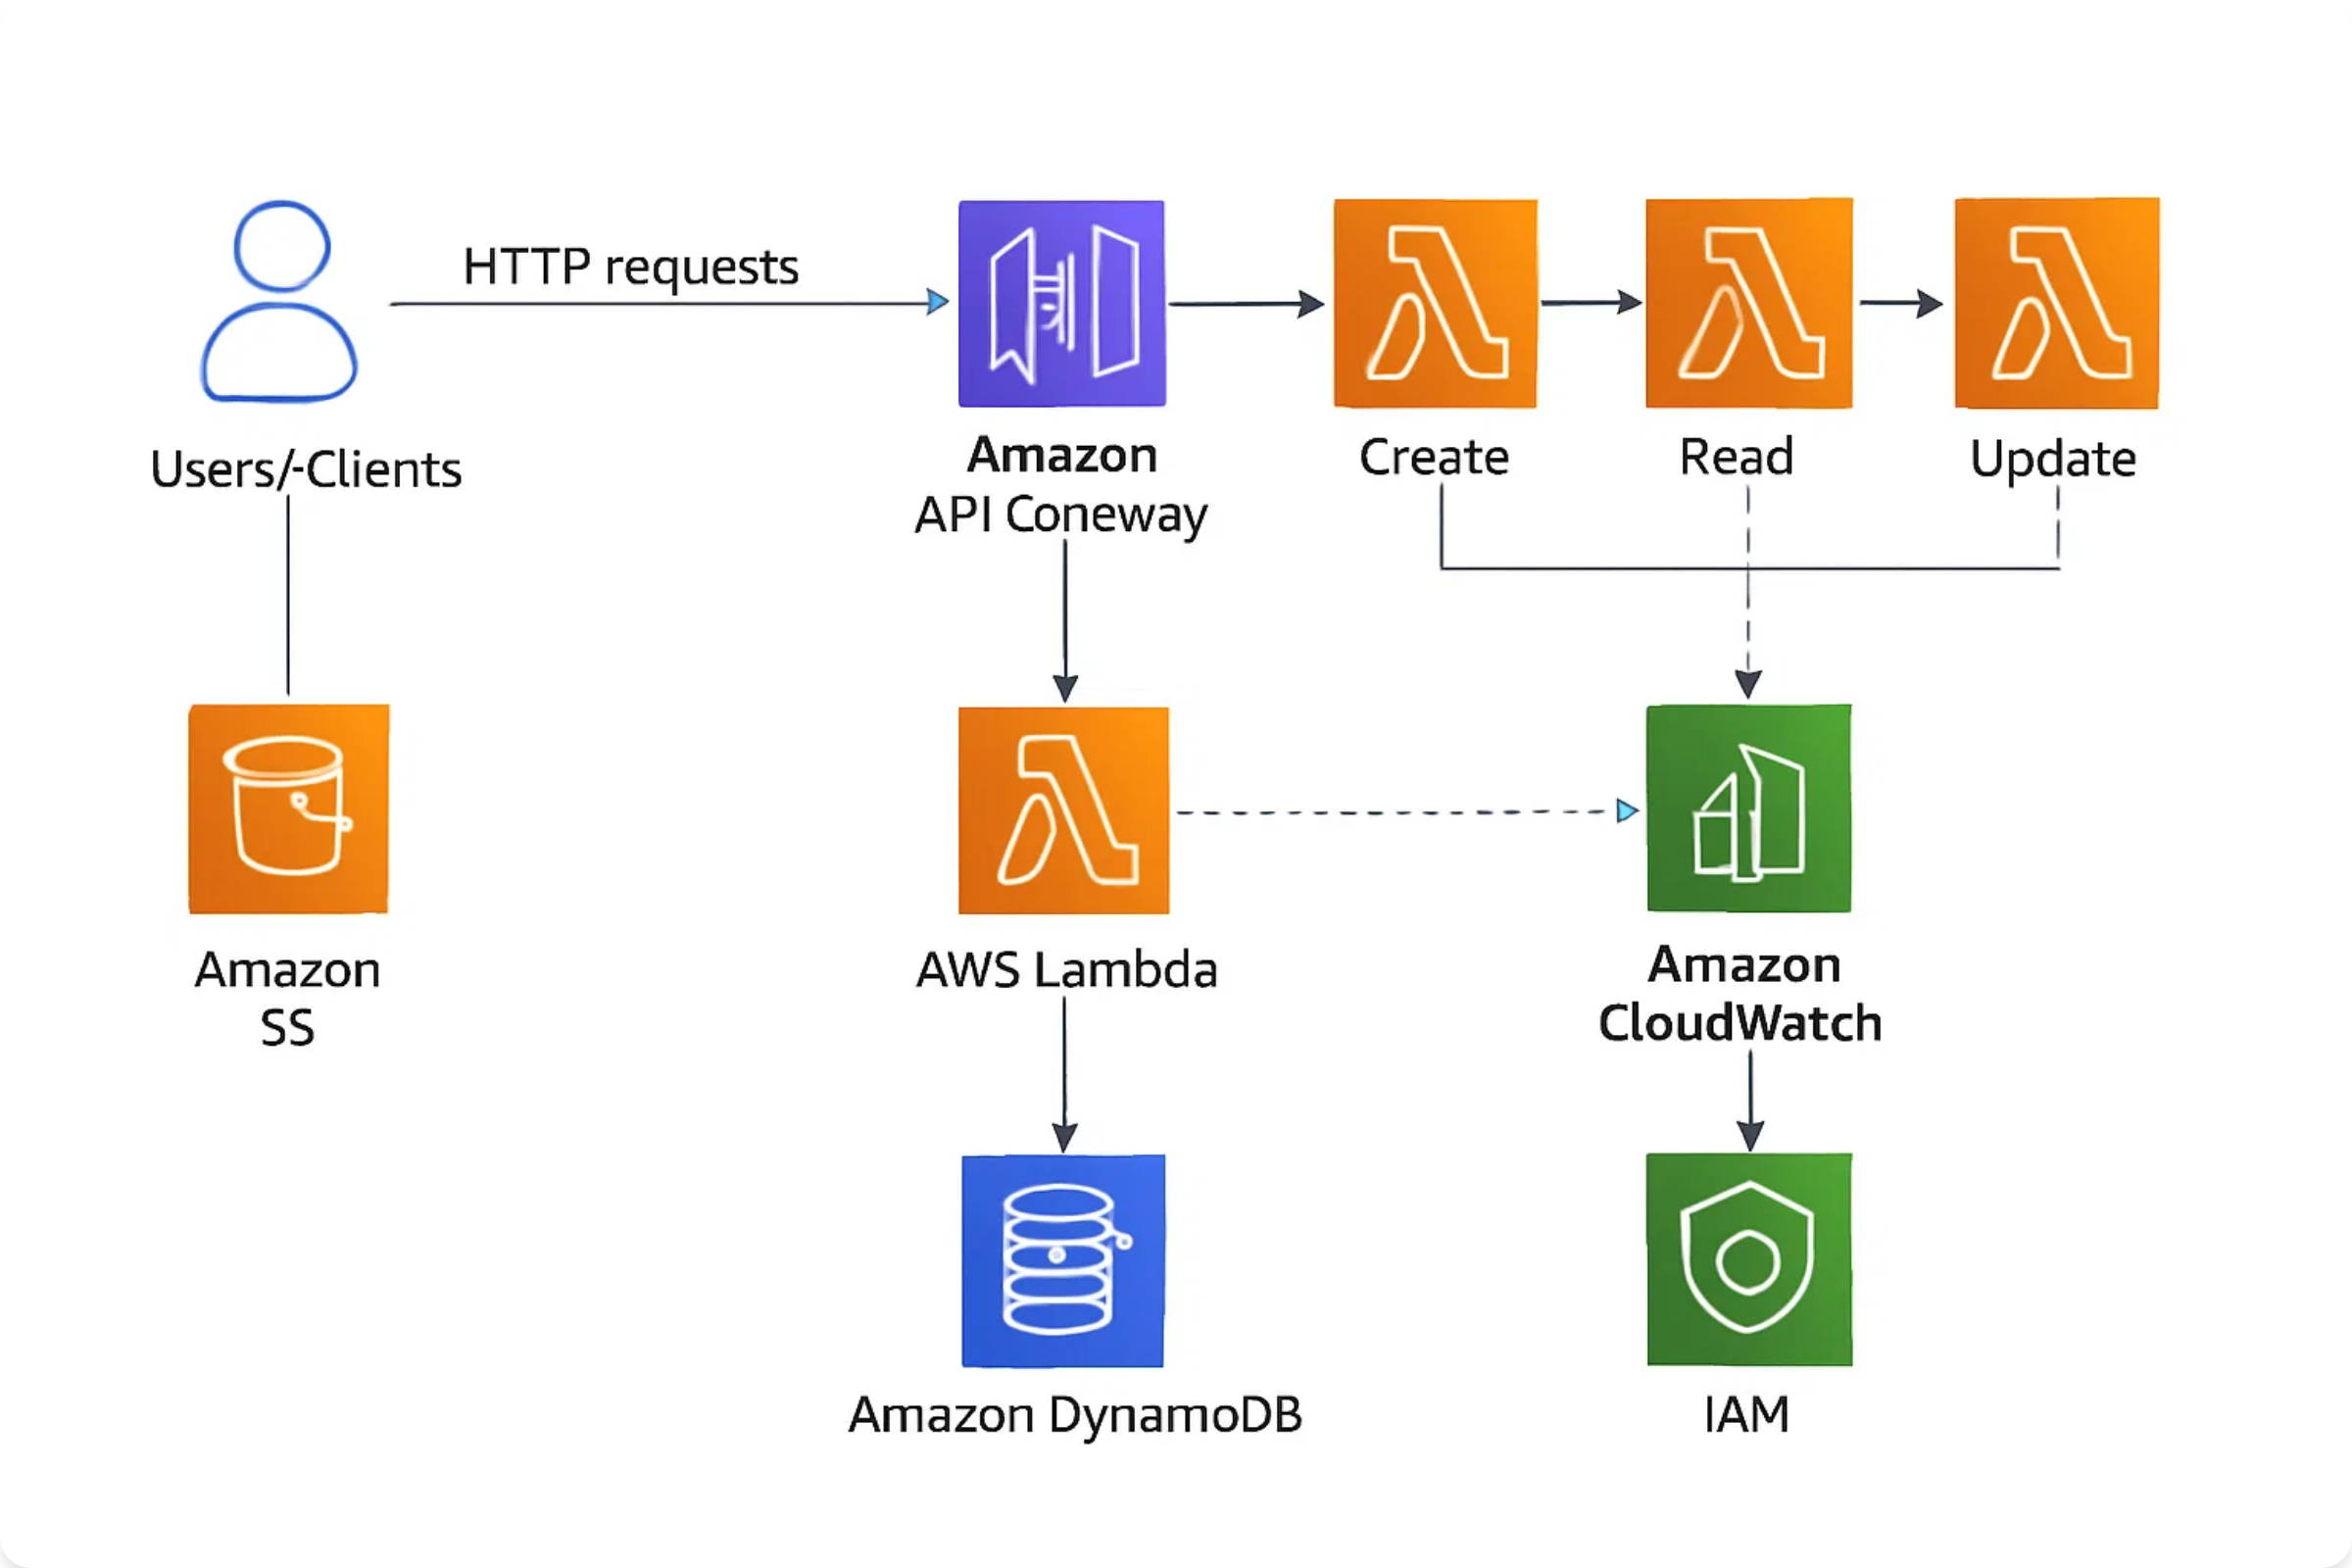 HTTP requests
Users/-Clients
Amazon
API Coneway
Create
Read
Update
Amazon
SS
AWS Lambda
Amazon
CloudWatch
Amazon DynamoDB
IAM